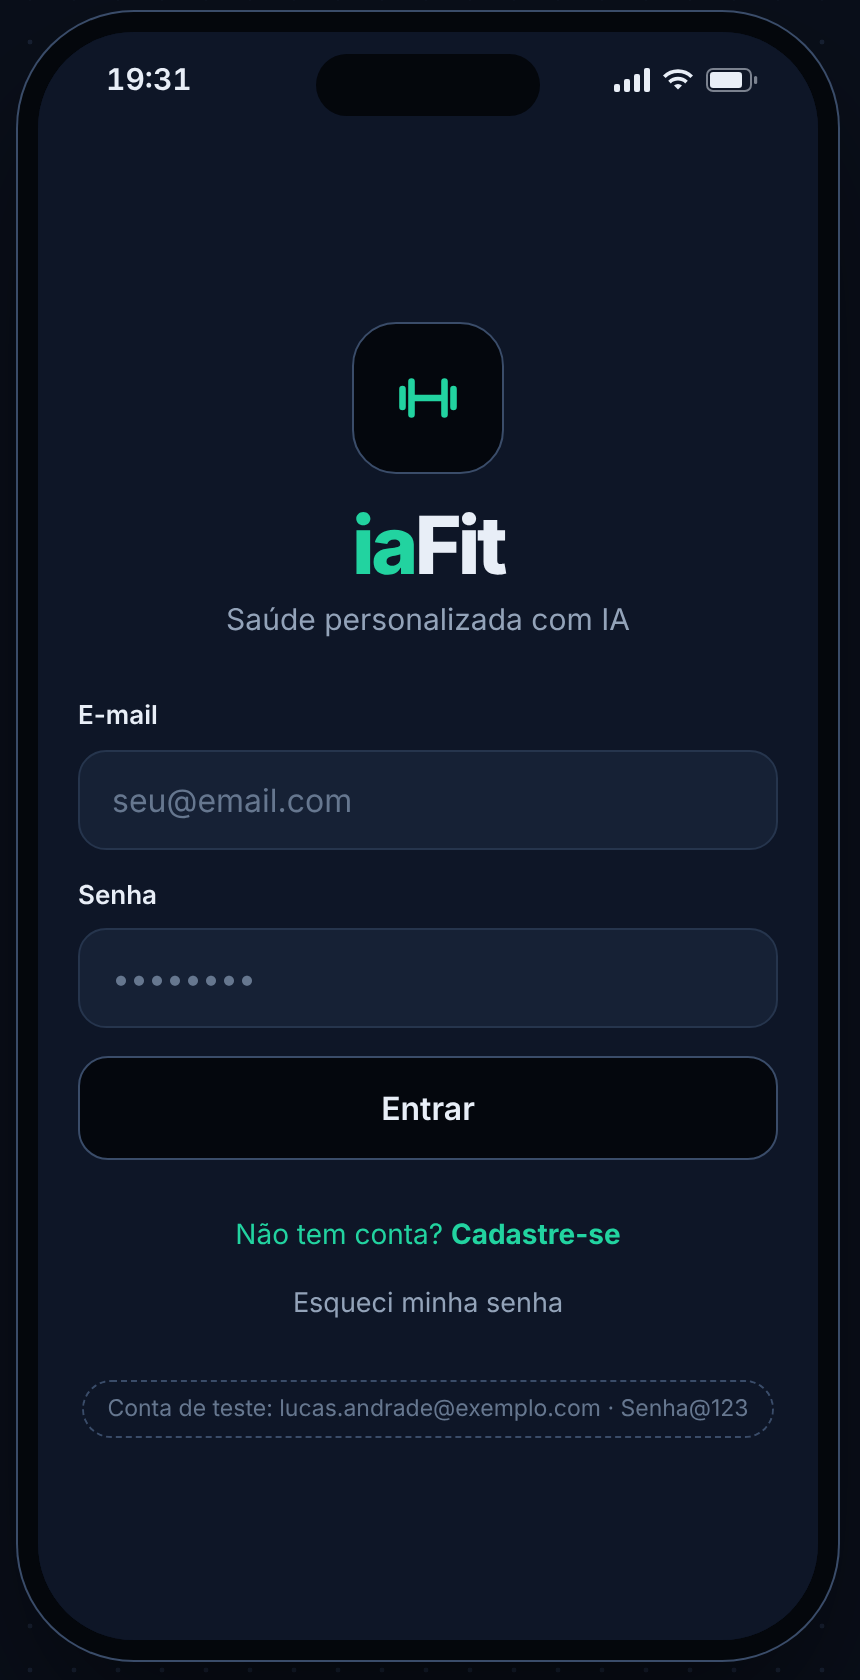 19:31
iaFit
Saúde personalizada com IA
E-mail
seu@email.com
Senha
••••••••
Entrar
Não tem conta? Cadastre-se
Esqueci minha senha
Conta de teste: lucas.andrade@exemplo.com · Senha@123